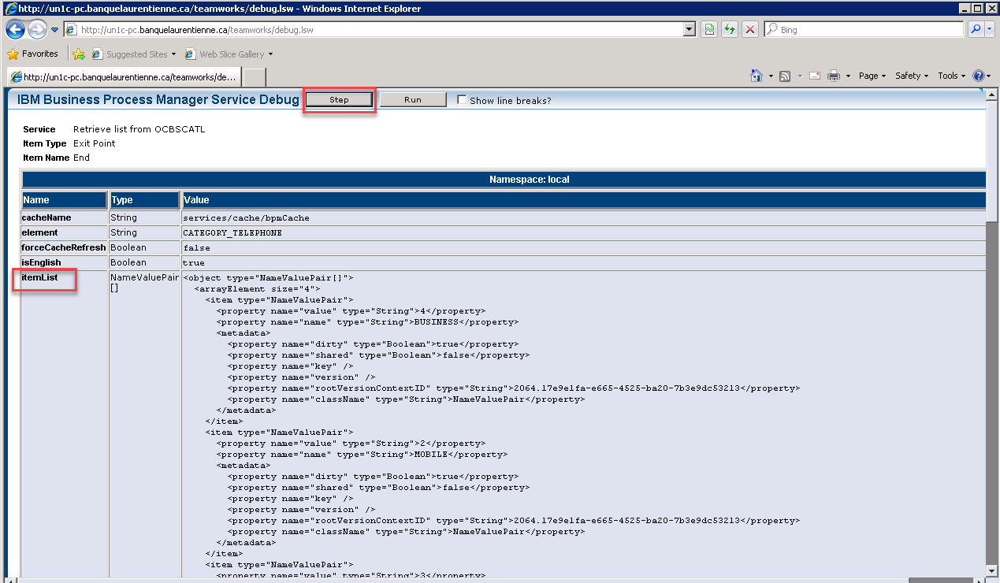 http://un1c-pc.banquelaurentienne.ca/teamworks/debug.lsw - Windows Internet Explorer
http://un1c-pc.banquelaurentienne.ca/teamworks/debug.lsw
Bing
Favorites Suggested Sites Web Slice Gallery
http://un1c-pc.banquelaurentienne.ca/teamworks/de...
Page Safety Tools
IBM Business Process Manager Service Debug Step Run Show line breaks?
Service Retrieve list from OCBSCATL
Item Type Exit Point
Item Name End
Namespace: local
Name Type Value
cacheName String services/cache/bpmCache
element String CATEGORY_TELEPHONE
forceCacheRefresh Boolean false
isEnglish Boolean true
itemList NameValuePair <object type="NameValuePair[]">
[] <arrayElement size="4">
<item type="NameValuePair">
<property name="value" type="String">4</property>
<property name="name" type="String">BUSINESS</property>
<metadata>
<property name="dirty" type="Boolean">true</property>
<property name="shared" type="Boolean">false</property>
<property name="key" />
<property name="version" />
<property name="rootVersionContextID" type="String">2064.17e9e1fa-e665-4525-ba20-7b3e9dc53213</property>
<property name="className" type="String">NameValuePair</property>
</metadata>
</item>
<item type="NameValuePair">
<property name="value" type="String">2</property>
<property name="name" type="String">MOBILE</property>
<metadata>
<property name="dirty" type="Boolean">true</property>
<property name="shared" type="Boolean">false</property>
<property name="key" />
<property name="version" />
<property name="rootVersionContextID" type="String">2064.17e9e1fa-e665-4525-ba20-7b3e9dc53213</property>
<property name="className" type="String">NameValuePair</property>
</metadata>
</item>
<item type="NameValuePair">
<property name="value" type="String">3</property>